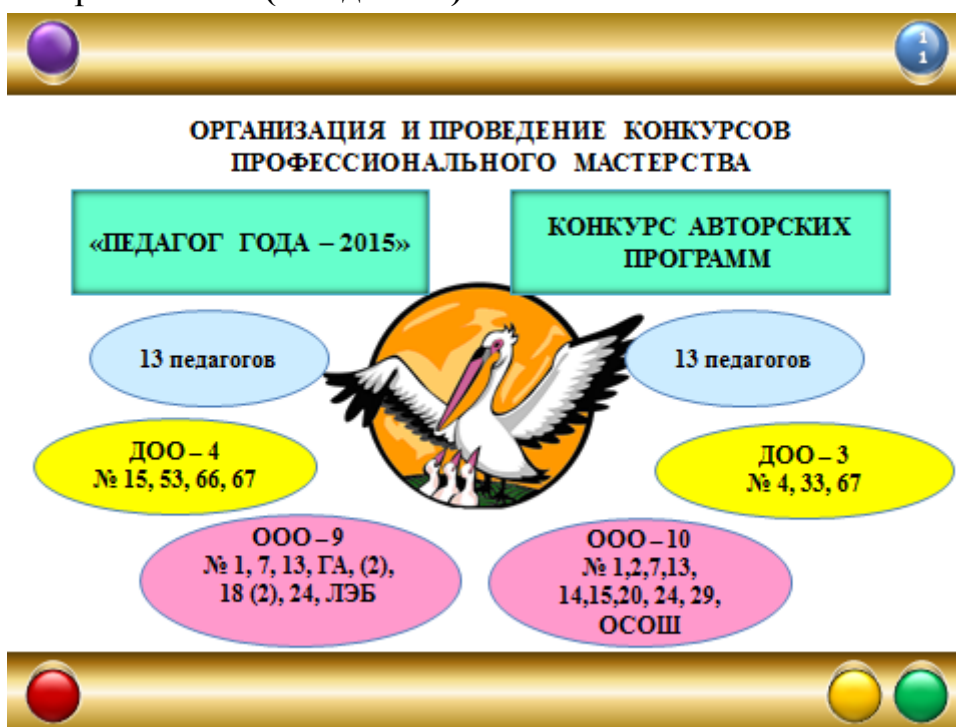 1
1
ОРГАНИЗАЦИЯ И ПРОВЕДЕНИЕ КОНКУРСОВ
ПРОФЕССИОНАЛЬНОГО МАСТЕРСТВА
«ПЕДАГОГ ГОДА – 2015»
КОНКУРС АВТОРСКИХ
ПРОГРАММ
13 педагогов
13 педагогов
ДОО – 4
№ 15, 53, 66, 67
ДОО – 3
№ 4, 33, 67
ООО – 9
№ 1, 7, 13, ГА, (2),
18 (2), 24, ЛЭБ
ООО – 10
№ 1,2,7,13,
14,15,20, 24, 29,
ОСОШ